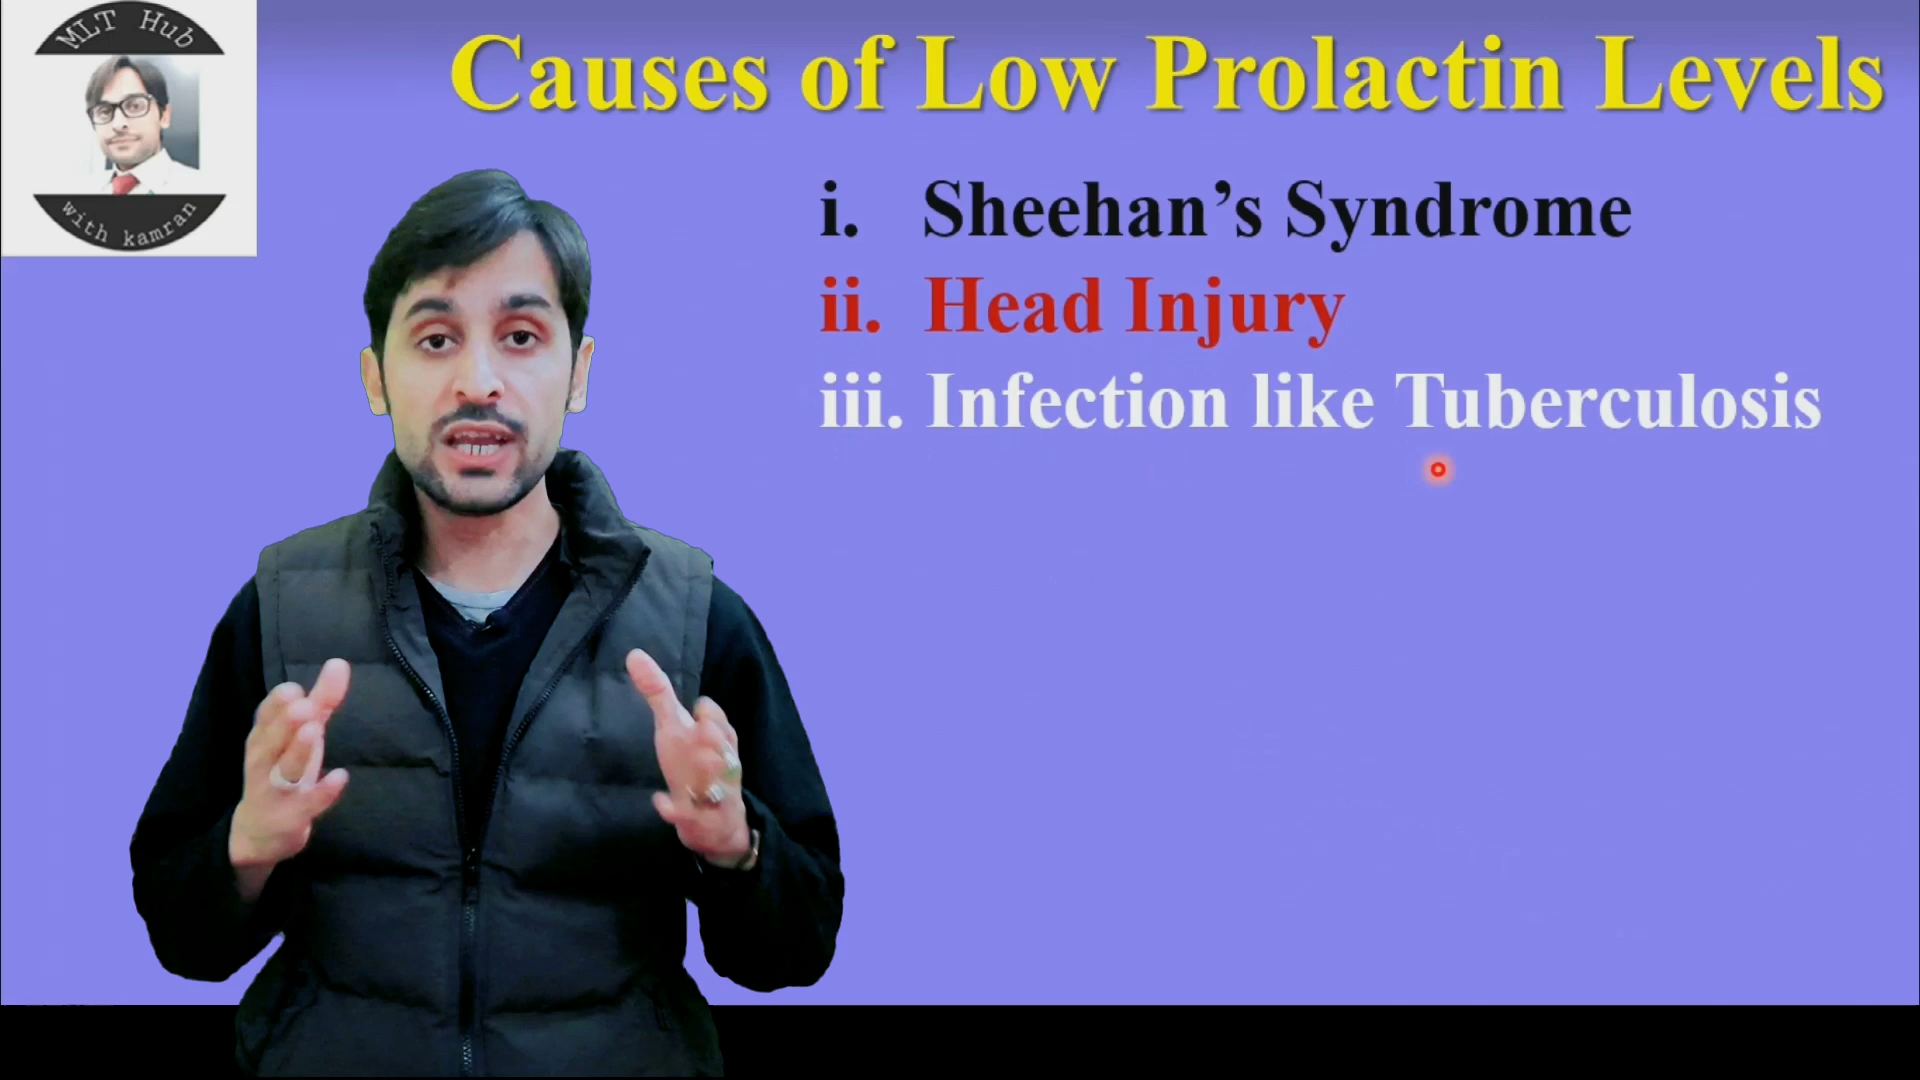 MLT Hub
with kamran
Causes of Low Prolactin Levels
i. Sheehan’s Syndrome
ii. Head Injury
iii. Infection like Tuberculosis